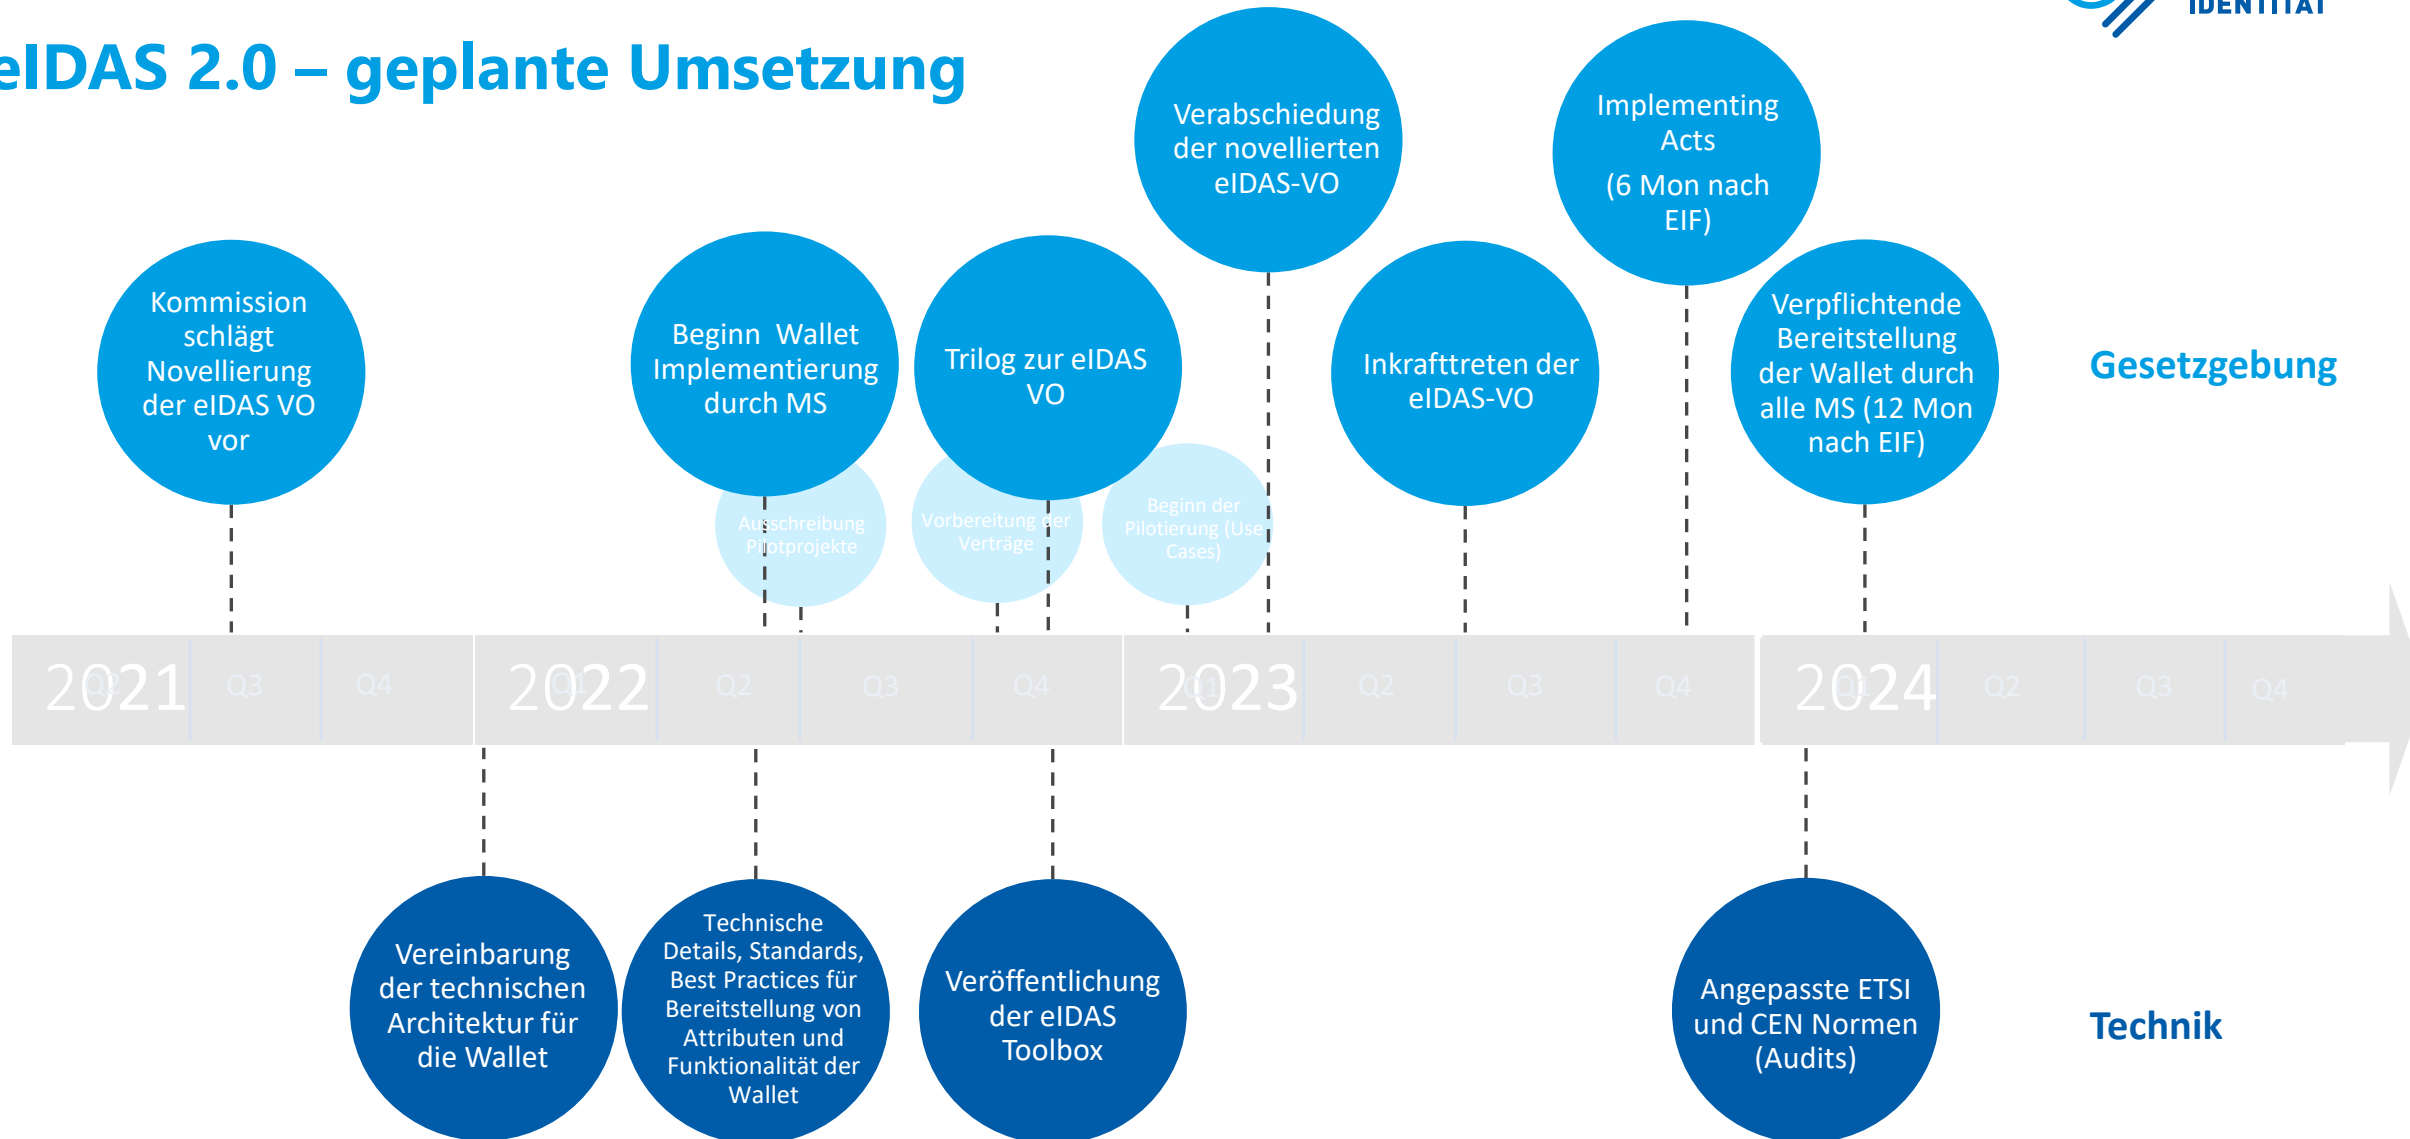 IDENTITÄT
eIDAS 2.0 – geplante Umsetzung
Verabschiedung
der novellierten
eIDAS-VO
Implementing
Acts
(6 Mon nach
EIF)
Kommission
schlägt
Novellierung
der eIDAS VO
vor
Beginn Wallet
Implementierung
durch MS
Trilog zur eIDAS
VO
Inkrafttreten der
eIDAS-VO
Verpflichtende
Bereitstellung
der Wallet durch
alle MS (12 Mon
nach EIF)
Gesetzgebung
Ausschreibung
Pilotprojekte
Vorbereitung der
Verträge
Beginn der
Pilotierung (Use
Cases)
2021 Q2 Q3 Q4 2022 Q1 Q2 Q3 Q4 2023 Q1 Q2 Q3 Q4 2024 Q1 Q2 Q3 Q4
Vereinbarung
der technischen
Architektur für
die Wallet
Technische
Details, Standards,
Best Practices für
Bereitstellung von
Attributen und
Funktionalität der
Wallet
Veröffentlichung
der eIDAS
Toolbox
Angepasste ETSI
und CEN Normen
(Audits)
Technik